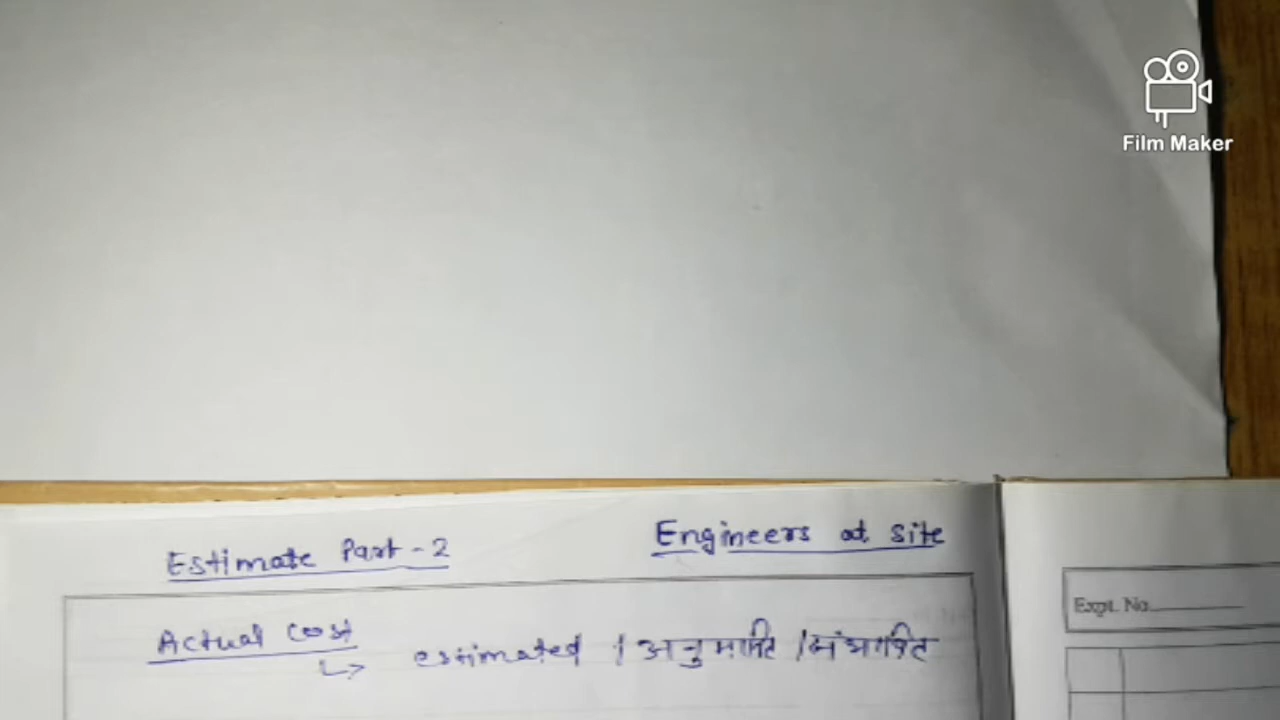 Film Maker
Estimate Part - 2
Engineers at site
Expt. No.
Actual Cost
↳ estimated / अनुमानित / संभावित